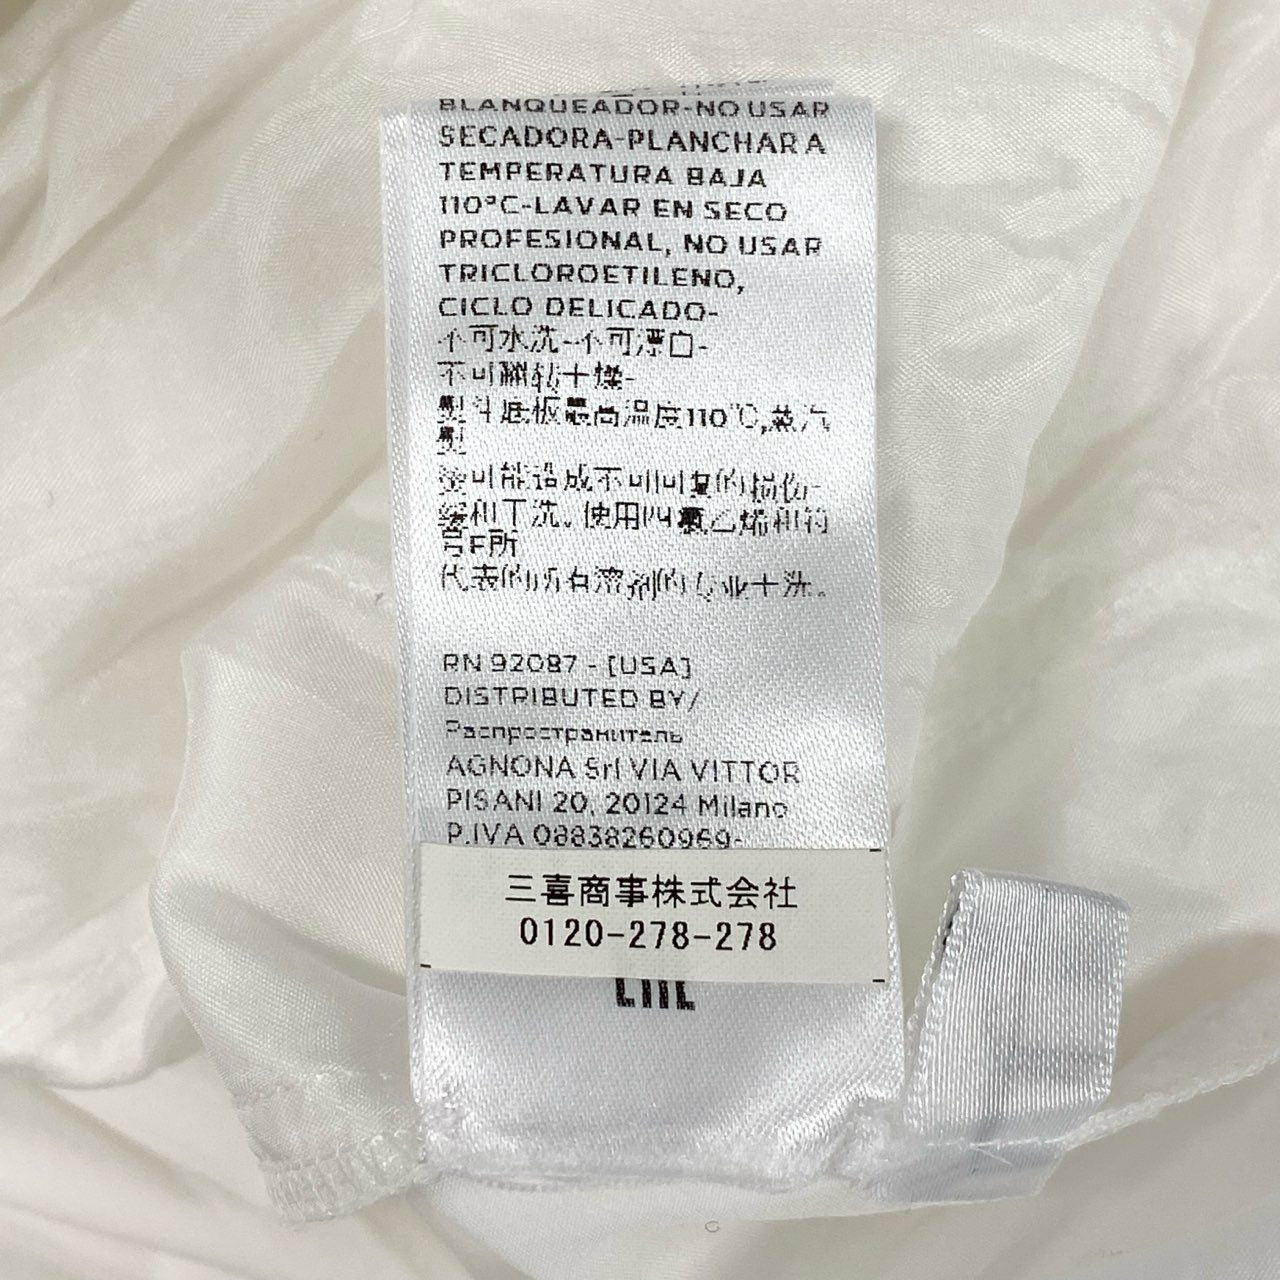 BLANQUEADOR-NO USAR
SECADORA-PLANCHAR A
TEMPERATURA BAJA
110°C-LAVAR EN SECO
PROFESIONAL, NO USAR
TRICLOROETILENO,
CICLO DELICADO-
不可水洗-不可漂白-
不可翻转干燥-
熨斗底板最高温度110℃,蒸汽
熨
烫可能造成不可回复的损伤-
缓和干洗。使用四氯乙烯和符
号F所
代表的所有溶剂的专业干洗。
RN 92087 - [USA]
DISTRIBUTED BY/
Распространитель
AGNONA Srl VIA VITTOR
PISANI 20, 20124 Milano
P.IVA 08838260969-
三喜商事株式会社
0120-278-278